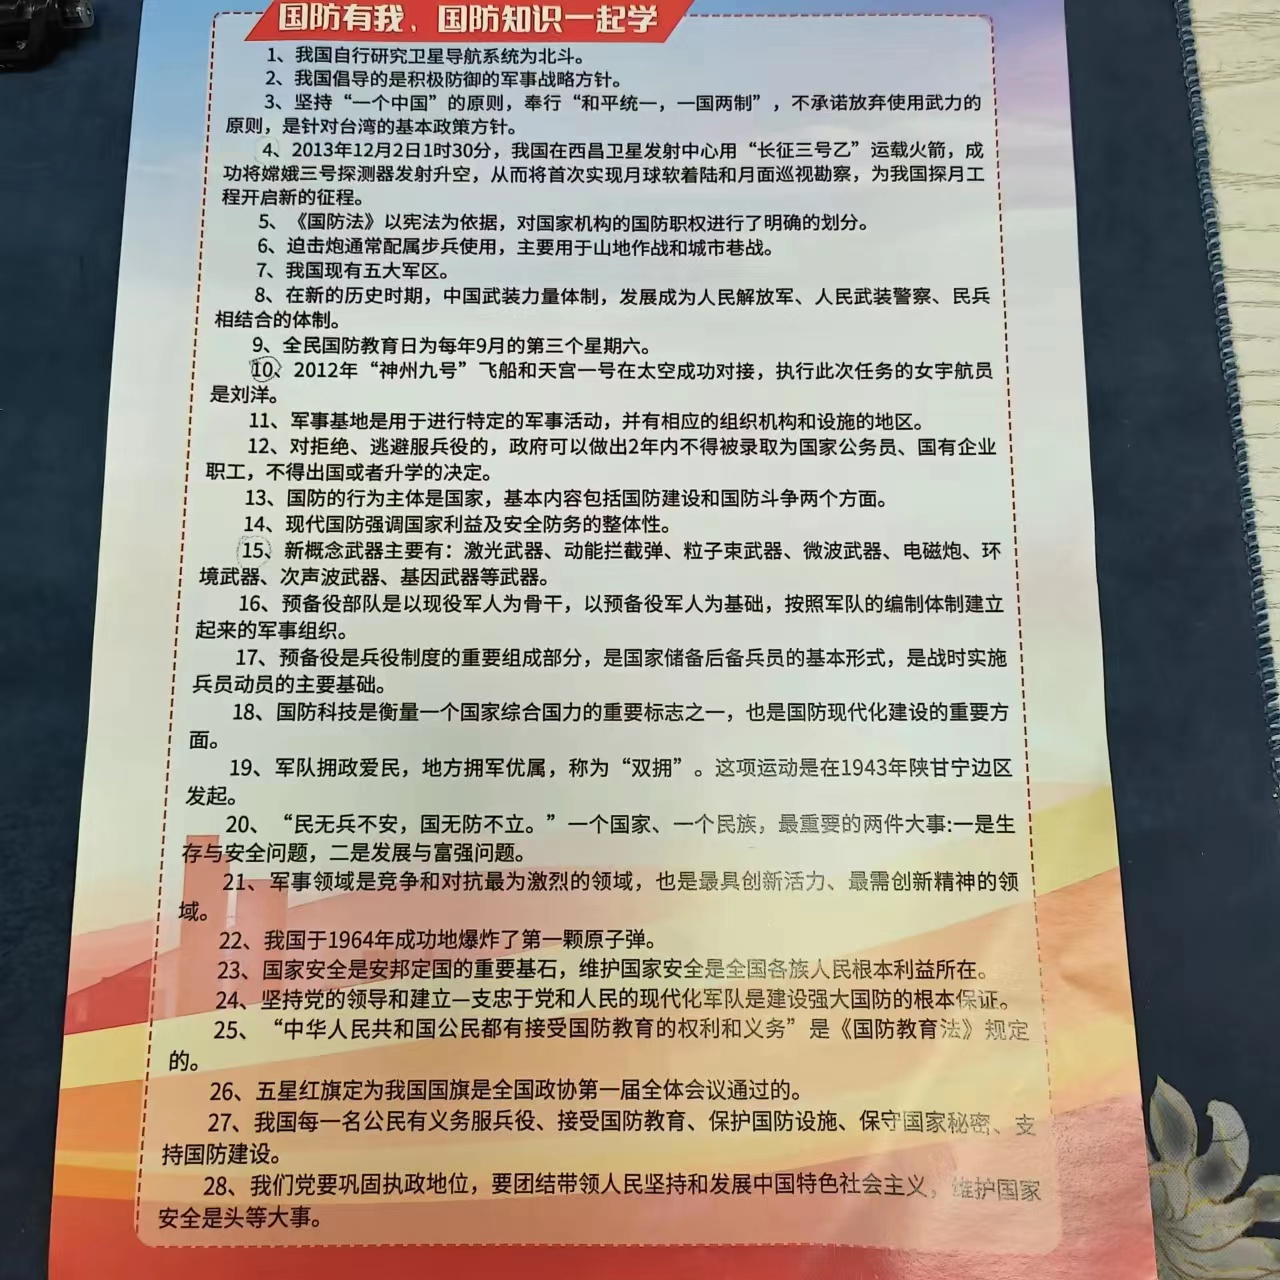 国防有我、国防知识一起学
1、我国自行研究卫星导航系统为北斗。
2、我国倡导的是积极防御的军事战略方针。
3、坚持“一个中国”的原则，奉行“和平统一，一国两制”，不承诺放弃使用武力的
原则，是针对台湾的基本政策方针。
4、2013年12月2日1时30分，我国在西昌卫星发射中心用“长征三号乙”运载火箭，成
功将嫦娥三号探测器发射升空，从而将首次实现月球软着陆和月面巡视勘察，为我国探月工
程开启新的征程。
5、《国防法》以宪法为依据，对国家机构的国防职权进行了明确的划分。
6、迫击炮通常配属步兵使用，主要用于山地作战和城市巷战。
7、我国现有五大军区。
8、在新的历史时期，中国武装力量体制，发展成为人民解放军、人民武装警察、民兵
相结合的体制。
9、全民国防教育日为每年9月的第三个星期六。
10、2012年“神州九号”飞船和天宫一号在太空成功对接，执行此次任务的女宇航员
是刘洋。
11、军事基地是用于进行特定的军事活动，并有相应的组织机构和设施的地区。
12、对拒绝、逃避服兵役的，政府可以做出2年内不得被录取为国家公务员、国有企业
职工，不得出国或者升学的决定。
13、国防的行为主体是国家，基本内容包括国防建设和国防斗争两个方面。
14、现代国防强调国家利益及安全防务的整体性。
15、新概念武器主要有：激光武器、动能拦截弹、粒子束武器、微波武器、电磁炮、环
境武器、次声波武器、基因武器等武器。
16、预备役部队是以现役军人为骨干，以预备役军人为基础，按照军队的编制体制建立
起来的军事组织。
17、预备役是兵役制度的重要组成部分，是国家储备后备兵员的基本形式，是战时实施
兵员动员的主要基础。
18、国防科技是衡量一个国家综合国力的重要标志之一，也是国防现代化建设的重要方
面。
19、军队拥政爱民，地方拥军优属，称为“双拥”。这项运动是在1943年陕甘宁边区
发起。
20、“民无兵不安，国无防不立。”一个国家、一个民族，最重要的两件大事:一是生
存与安全问题，二是发展与富强问题。
21、军事领域是竞争和对抗最为激烈的领域，也是最具创新活力、最需创新精神的领
域。
22、我国于1964年成功地爆炸了第一颗原子弹。
23、国家安全是安邦定国的重要基石，维护国家安全是全国各族人民根本利益所在。
24、坚持党的领导和建立—支忠于党和人民的现代化军队是建设强大国防的根本保证。
25、“中华人民共和国公民都有接受国防教育的权利和义务”是《国防教育法》规定
的。
26、五星红旗定为我国国旗是全国政协第一届全体会议通过的。
27、我国每一名公民有义务服兵役、接受国防教育、保护国防设施、保守国家秘密、支
持国防建设。
28、我们党要巩固执政地位，要团结带领人民坚持和发展中国特色社会主义，维护国家
安全是头等大事。